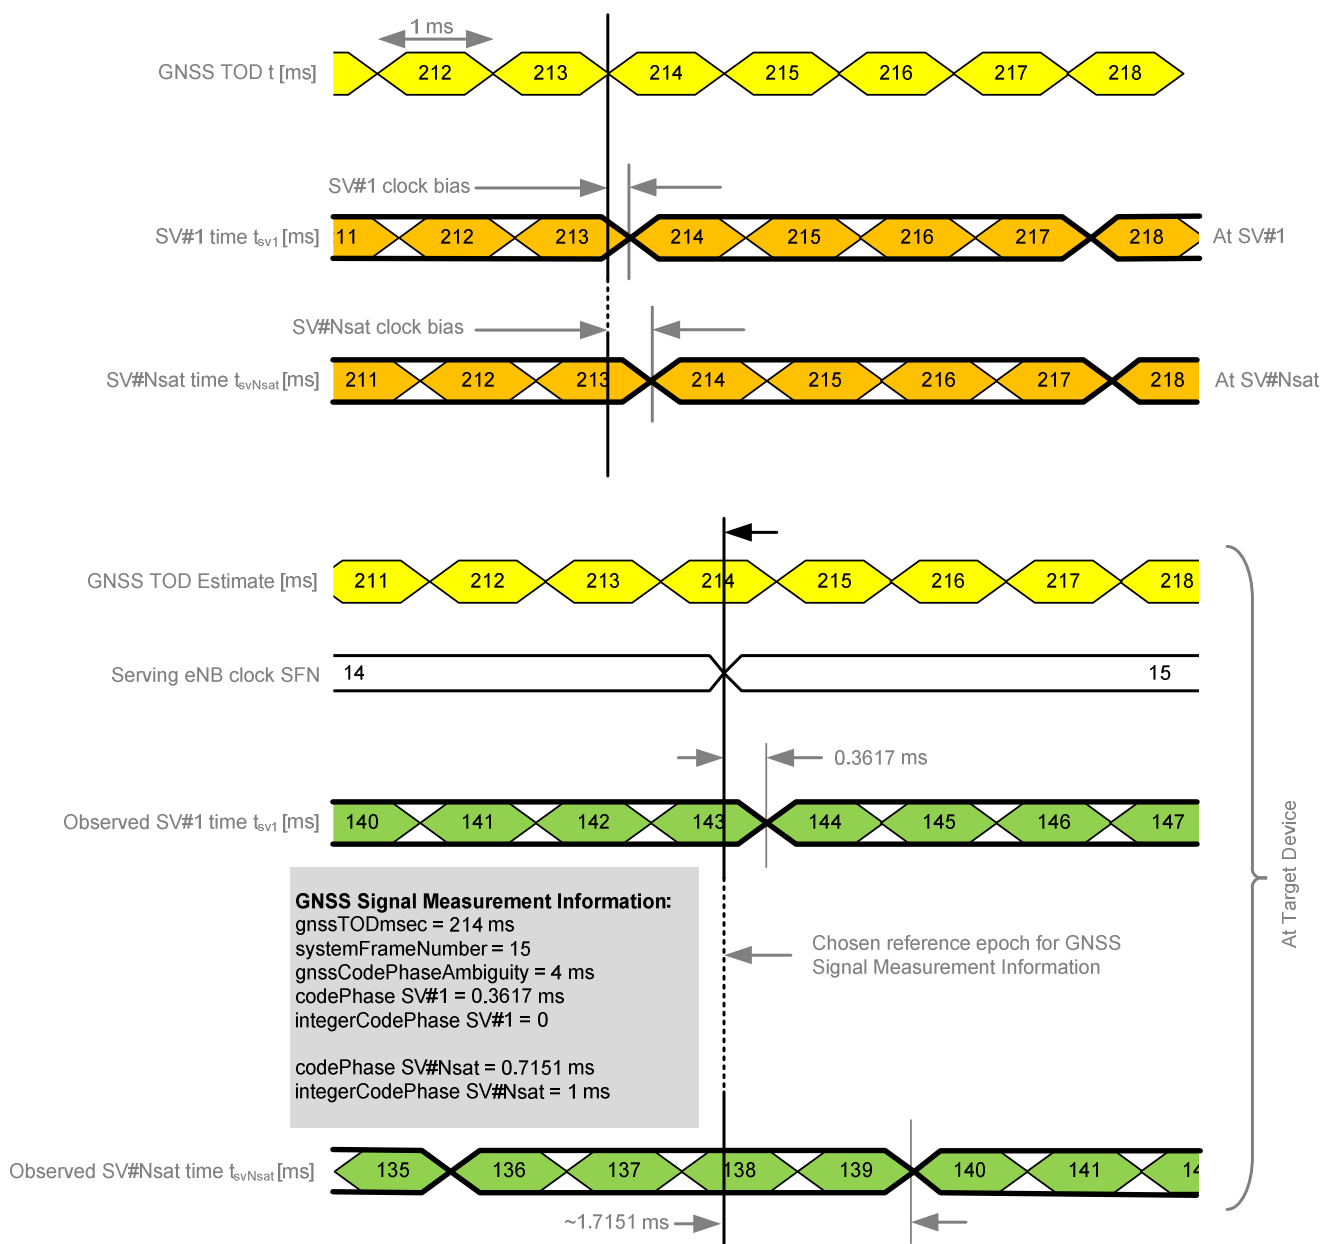 1 ms
GNSS TOD t [ms]
212 213 214 215 216 217 218
SV#1 clock bias
SV#1 time tsv1 [ms]
11 212 213 214 215 216 217 218
At SV#1
SV#Nsat clock bias
SV#Nsat time tsvNsat [ms]
211 212 213 214 215 216 217 218
At SV#Nsat
GNSS TOD Estimate [ms]
211 212 213 214 215 216 217 218
Serving eNB clock SFN
14 15
0.3617 ms
Observed SV#1 time tsv1 [ms]
140 141 142 143 144 145 146 147
GNSS Signal Measurement Information:
gnssTODmsec = 214 ms
systemFrameNumber = 15
gnssCodePhaseAmbiguity = 4 ms
codePhase SV#1 = 0.3617 ms
integerCodePhase SV#1 = 0
codePhase SV#Nsat = 0.7151 ms
integerCodePhase SV#Nsat = 1 ms
Chosen reference epoch for GNSS
Signal Measurement Information
At Target Device
Observed SV#Nsat time tsvNsat [ms]
135 136 137 138 139 140 141 14
~1.7151 ms